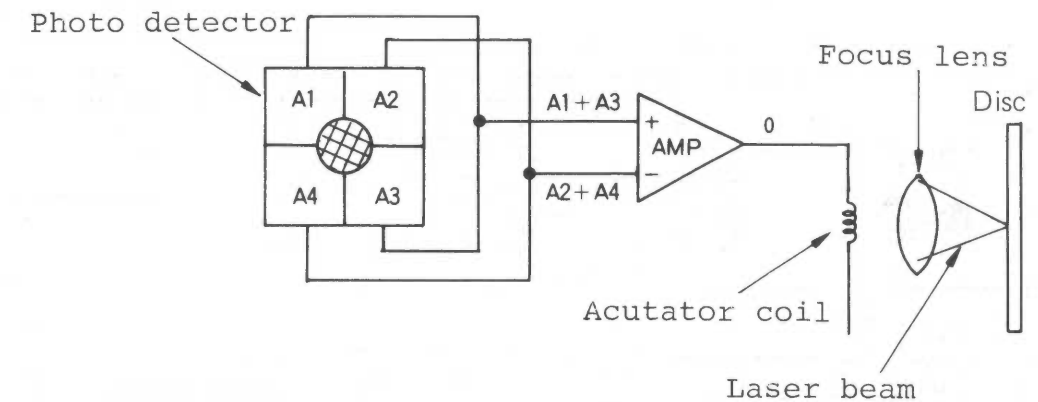 Photo detector
A1
A2
A4
A3
A1+A3
A2+A4
+
AMP
−
0
Focus lens
Disc
Acutator coil
Laser beam